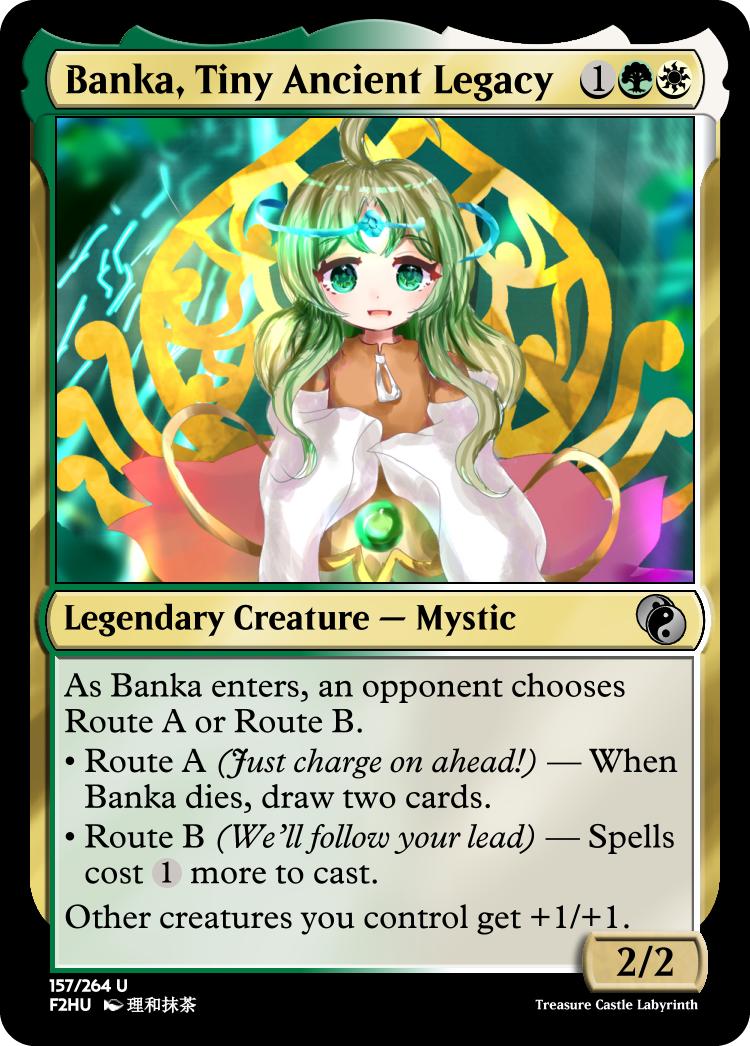 Banka, Tiny Ancient Legacy 1
Legendary Creature — Mystic
As Banka enters, an opponent chooses
Route A or Route B.
• Route A (Just charge on ahead!) — When
Banka dies, draw two cards.
• Route B (We'll follow your lead) — Spells
cost 1 more to cast.
Other creatures you control get +1/+1.
2/2
157/264 U
F2HU 理和抹茶
Treasure Castle Labyrinth